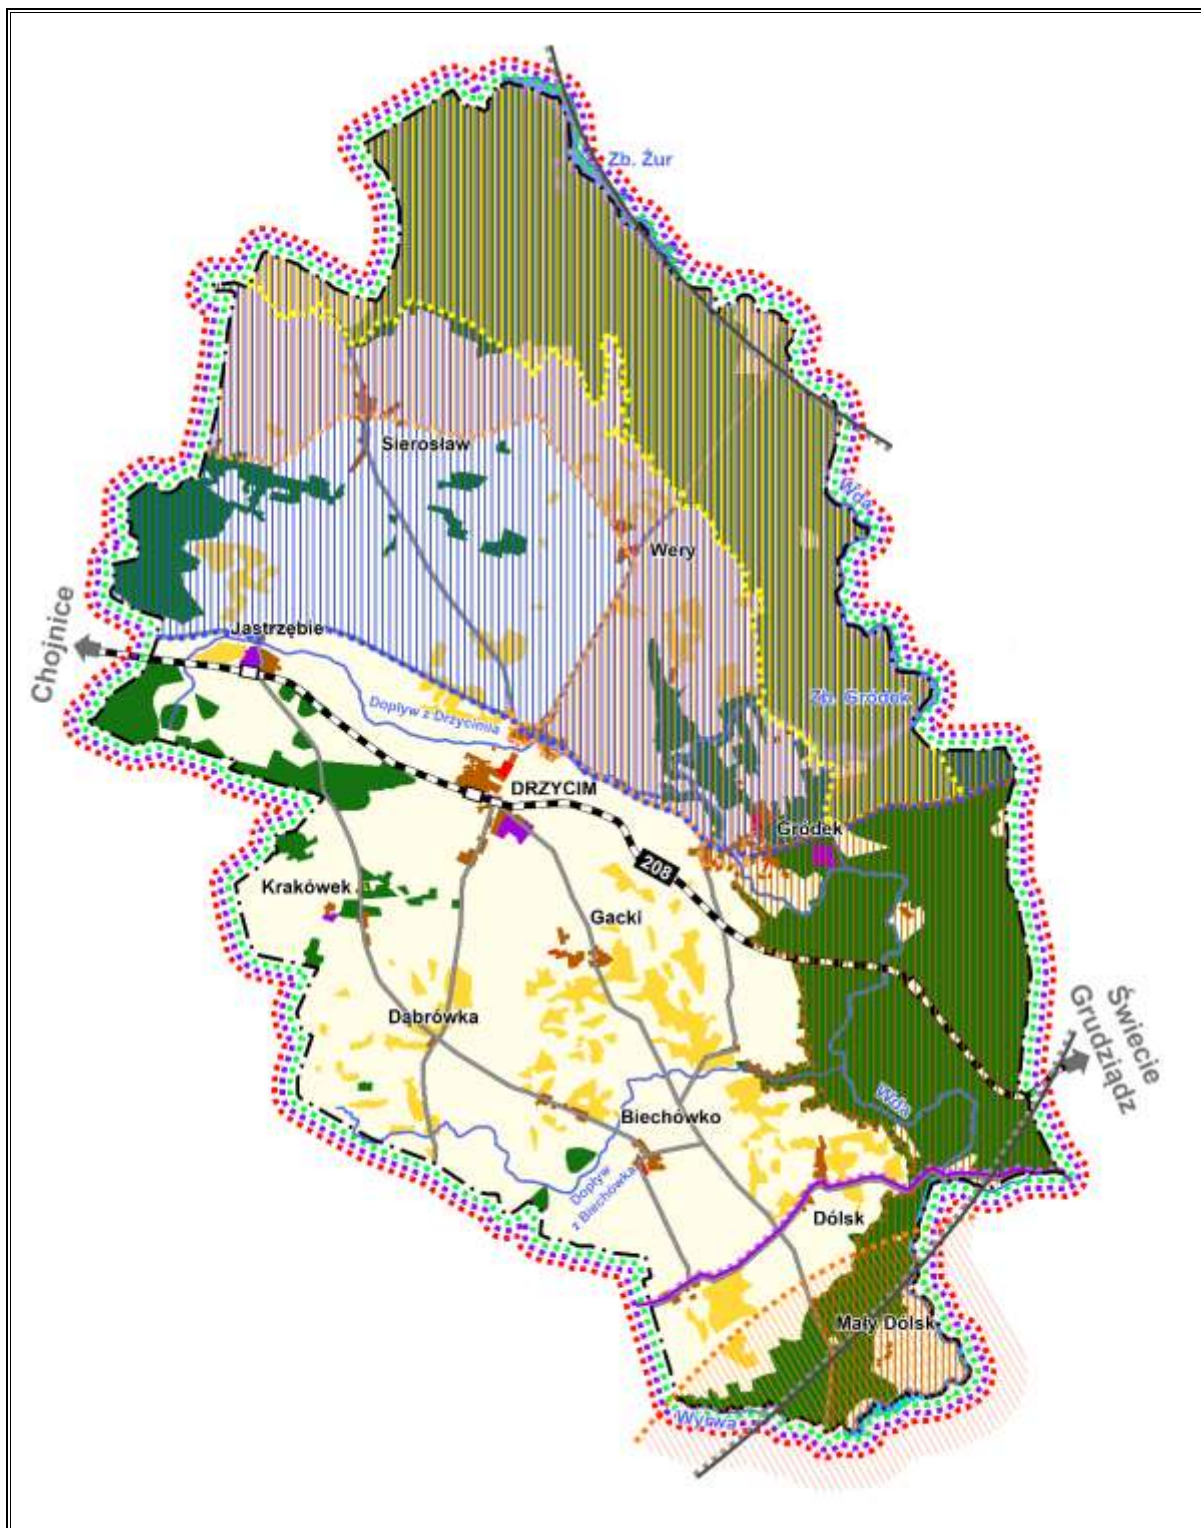 Zb. Żur
Sierosław
Wda
Wery
Jastrzębie
Chojnice
Zb. Gródek
Dopływ z Drzycimia
DRZYCIM
Gródek
208
Krakówek
Gacki
Świecie
Grudziądz
Dąbrówka
Wda
Biechówko
Dopływ
z Biechówka
Dólsk
Mały Dólsk
Wyrwa